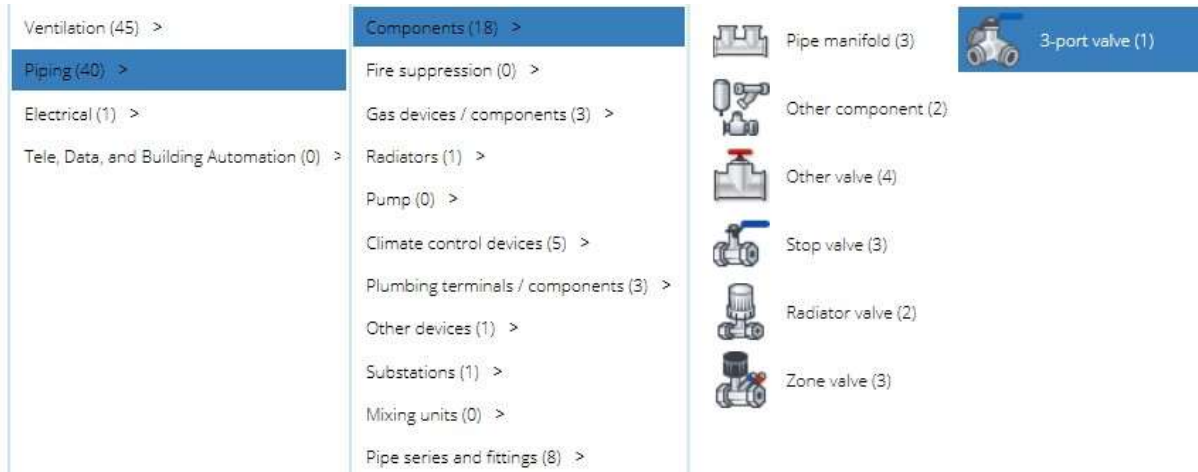 Ventilation (45) >
Piping (40) >
Electrical (1) >
Tele, Data, and Building Automation (0) >
Components (18) >
Fire suppression (0) >
Gas devices / components (3) >
Radiators (1) >
Pump (0) >
Climate control devices (5) >
Plumbing terminals / components (3) >
Other devices (1) >
Substations (1) >
Mixing units (0) >
Pipe series and fittings (8) >
Pipe manifold (3)
Other component (2)
Other valve (4)
Stop valve (3)
Radiator valve (2)
Zone valve (3)
3-port valve (1)